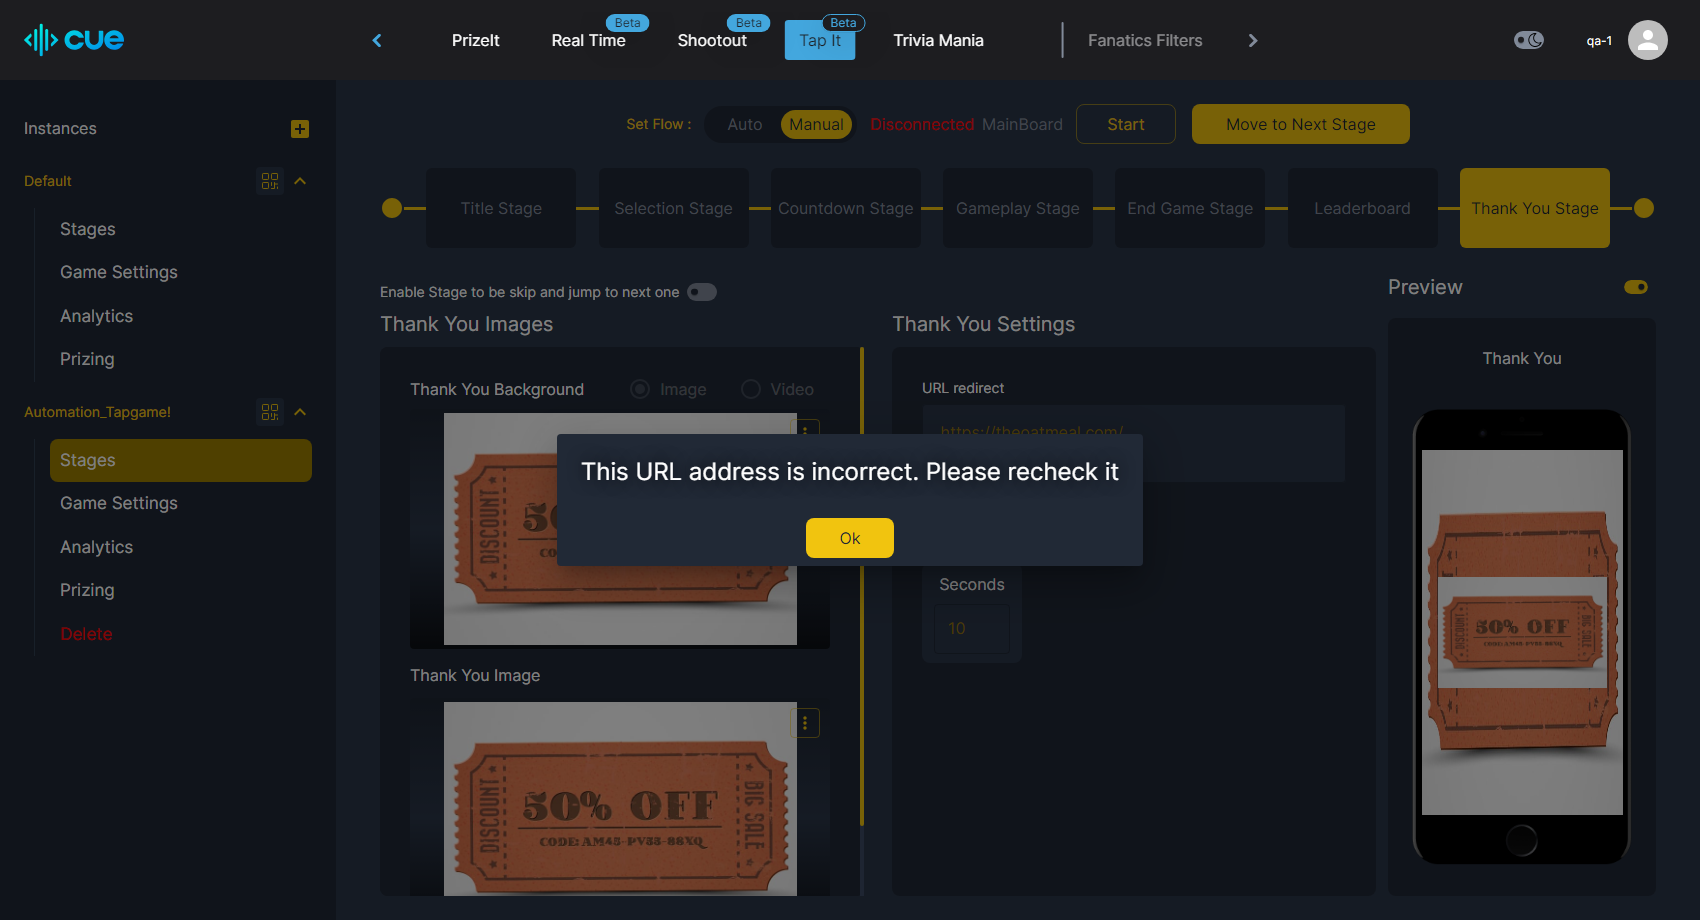 cue
PrizeIt
Real Time
Beta
Shootout
Beta
Tap It
Beta
Trivia Mania
Fanatics Filters
qa-1
Instances
Default
Stages
Game Settings
Analytics
Prizing
Automation_Tapgame!
Stages
Game Settings
Analytics
Prizing
Delete
Set Flow :
Auto
Manual
Disconnected MainBoard
Start
Move to Next Stage
Title Stage
Selection Stage
Countdown Stage
Gameplay Stage
End Game Stage
Leaderboard
Thank You Stage
Enable Stage to be skip and jump to next one
Thank You Images
Thank You Background
Image
Video
DISCOUNT
This URL address is incorrect. Please recheck it
Ok
Thank You Image
DISCOUNT
50% OFF
CODE: AM45-PV55-88XQ
BIG SALE
Thank You Settings
URL redirect
https://theoatmeal.com/
Seconds
10
Preview
Thank You
DISCOUNT
50% OFF
CODE: AM45-PV55-88XQ
BIG SALE